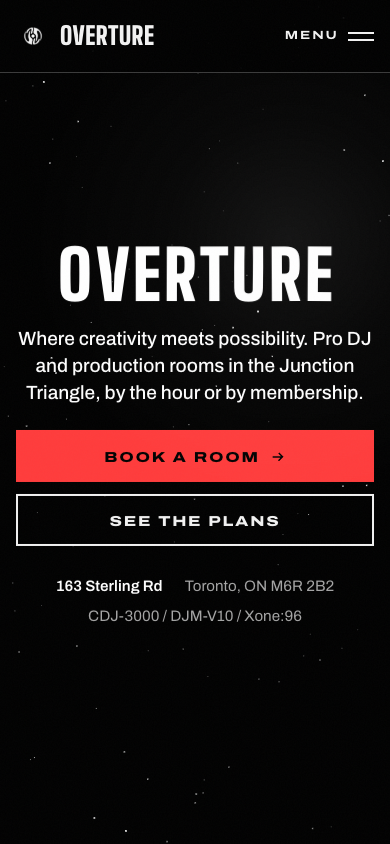 OVERTURE
MENU
OVERTURE
Where creativity meets possibility. Pro DJ
and production rooms in the Junction
Triangle, by the hour or by membership.
BOOK A ROOM →
SEE THE PLANS
163 Sterling Rd Toronto, ON M6R 2B2
CDJ-3000 / DJM-V10 / Xone:96